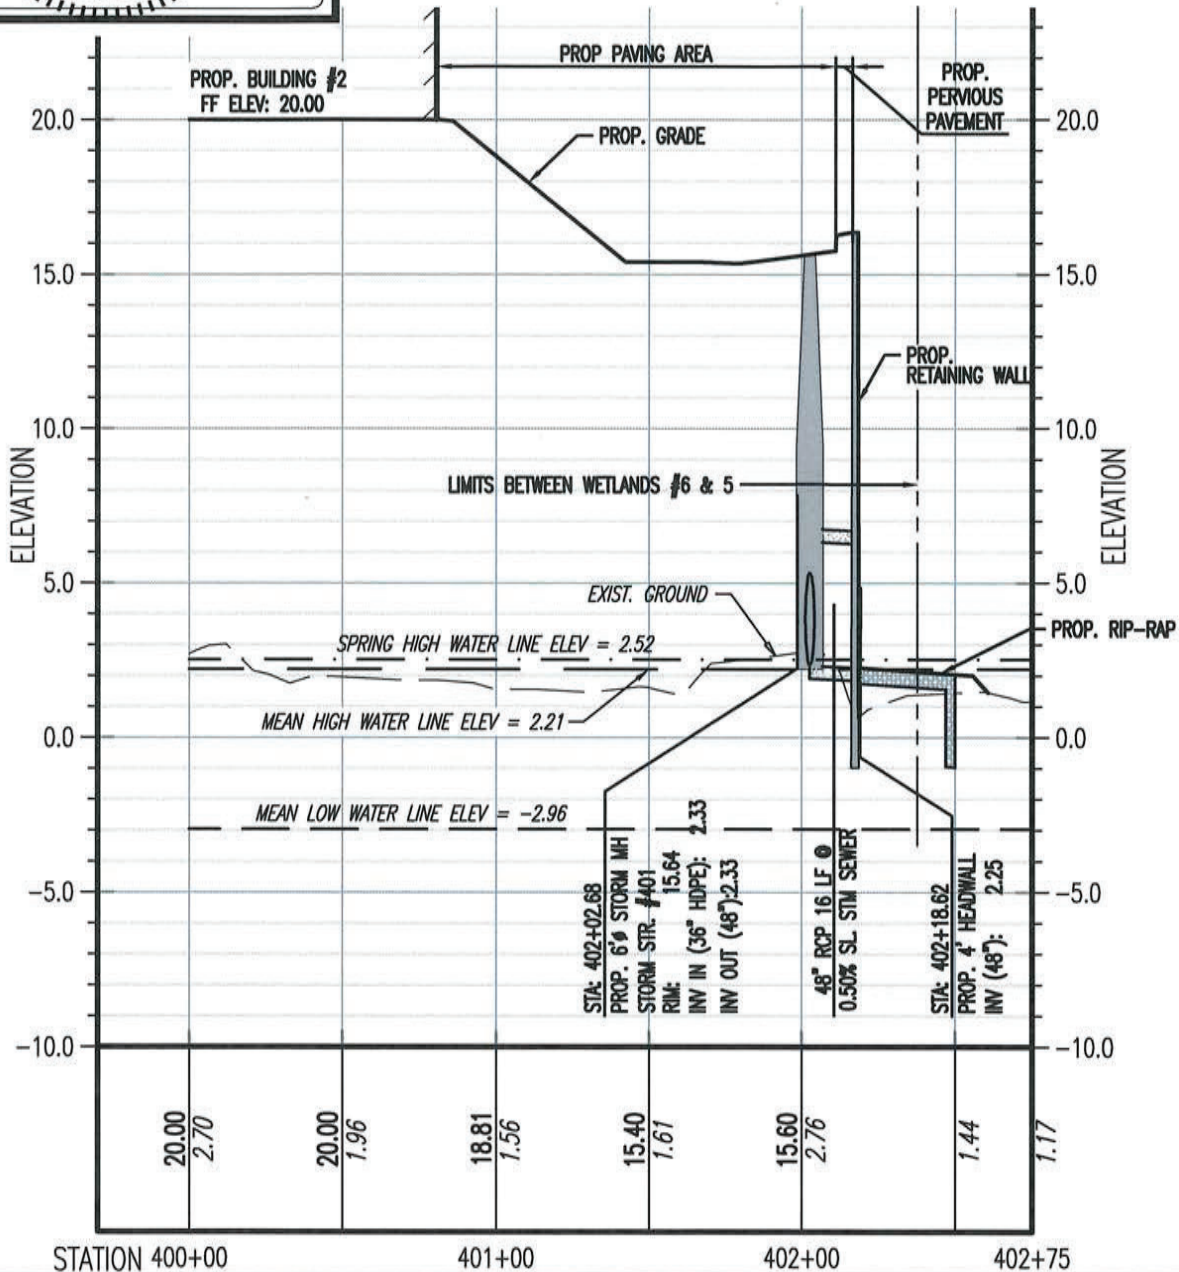 PROP. BUILDING #2
FF ELEV: 20.00
PROP PAVING AREA
PROP.
PERVIOUS
PAVEMENT
PROP. GRADE
20.0
20.0
15.0
15.0
PROP.
RETAINING WALL
10.0
10.0
ELEVATION
ELEVATION
LIMITS BETWEEN WETLANDS #6 & 5
5.0
5.0
EXIST. GROUND
PROP. RIP-RAP
SPRING HIGH WATER LINE ELEV = 2.52
MEAN HIGH WATER LINE ELEV = 2.21
0.0
0.0
MEAN LOW WATER LINE ELEV = -2.96
-5.0
-5.0
STA: 402+02.68
PROP. 6'ø STORM MH
STORM STR. #401
RIM: 15.64
INV IN (36" HDPE): 2.33
INV OUT (48"):2.33
48" RCP 16 LF @
0.50% SL. STM SEWER
STA: 402+18.62
PROP. 4' HEADWALL
INV (48"): 2.25
-10.0
-10.0
20.00
2.70
20.00
1.96
18.81
1.56
15.40
1.61
15.60
2.76
1.44
1.17
STATION 400+00
401+00
402+00
402+75